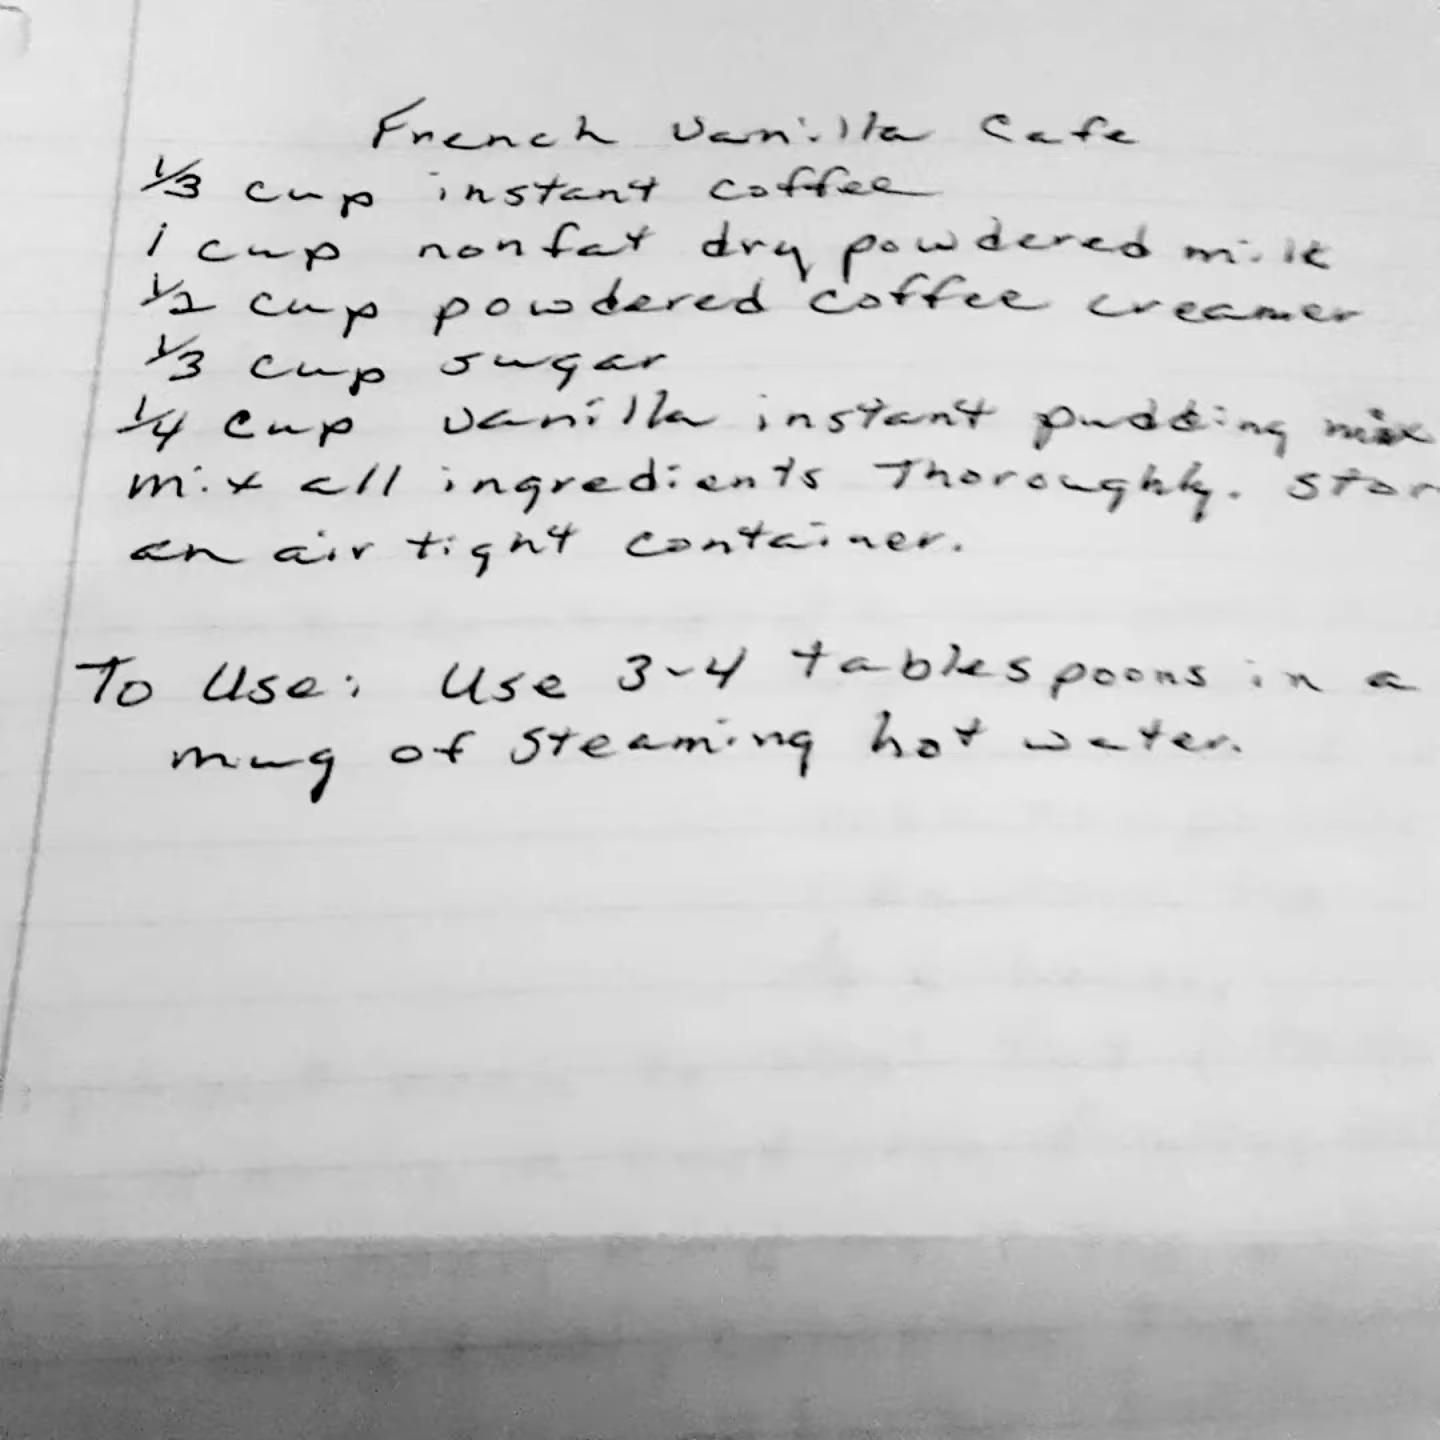 French Vanilla Cafe
1/3 cup instant coffee
1 cup nonfat dry powdered milk
1/2 cup powdered coffee creamer
1/3 cup sugar
1/4 cup vanilla instant pudding mix
mix all ingredients Thoroughly. Stor
an air tight container.
To Use: Use 3-4 tablespoons in a
mug of steaming hot water.